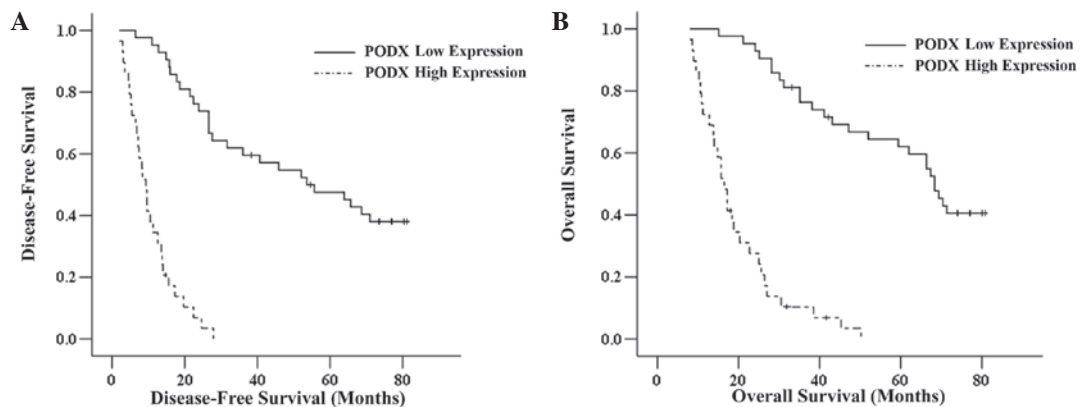 A
1.0
0.8
0.6
0.4
0.2
0.0
Disease-Free Survival
PODX Low Expression
PODX High Expression
0 20 40 60 80
Disease-Free Survival (Months)
B
1.0
0.8
0.6
0.4
0.2
0.0
Overall Survival
PODX Low Expression
PODX High Expression
0 20 40 60 80
Overall Survival (Months)